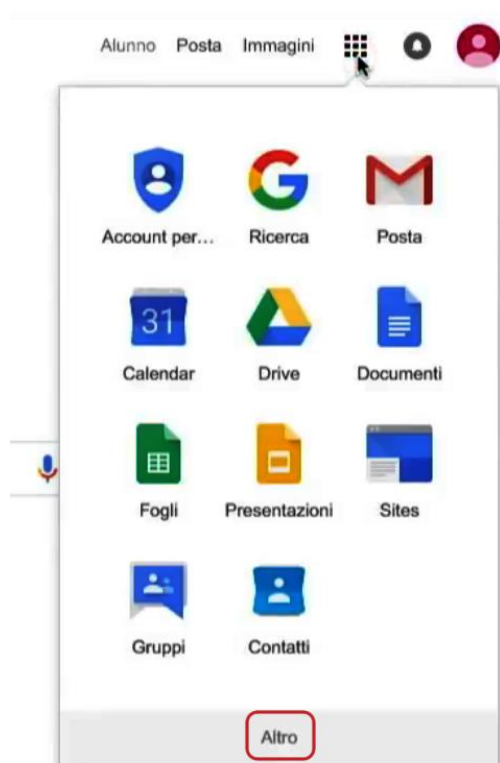 Alunno Posta Immagini
Account per... Ricerca Posta
31
Calendar Drive Documenti
Fogli Presentazioni Sites
Gruppi Contatti
Altro